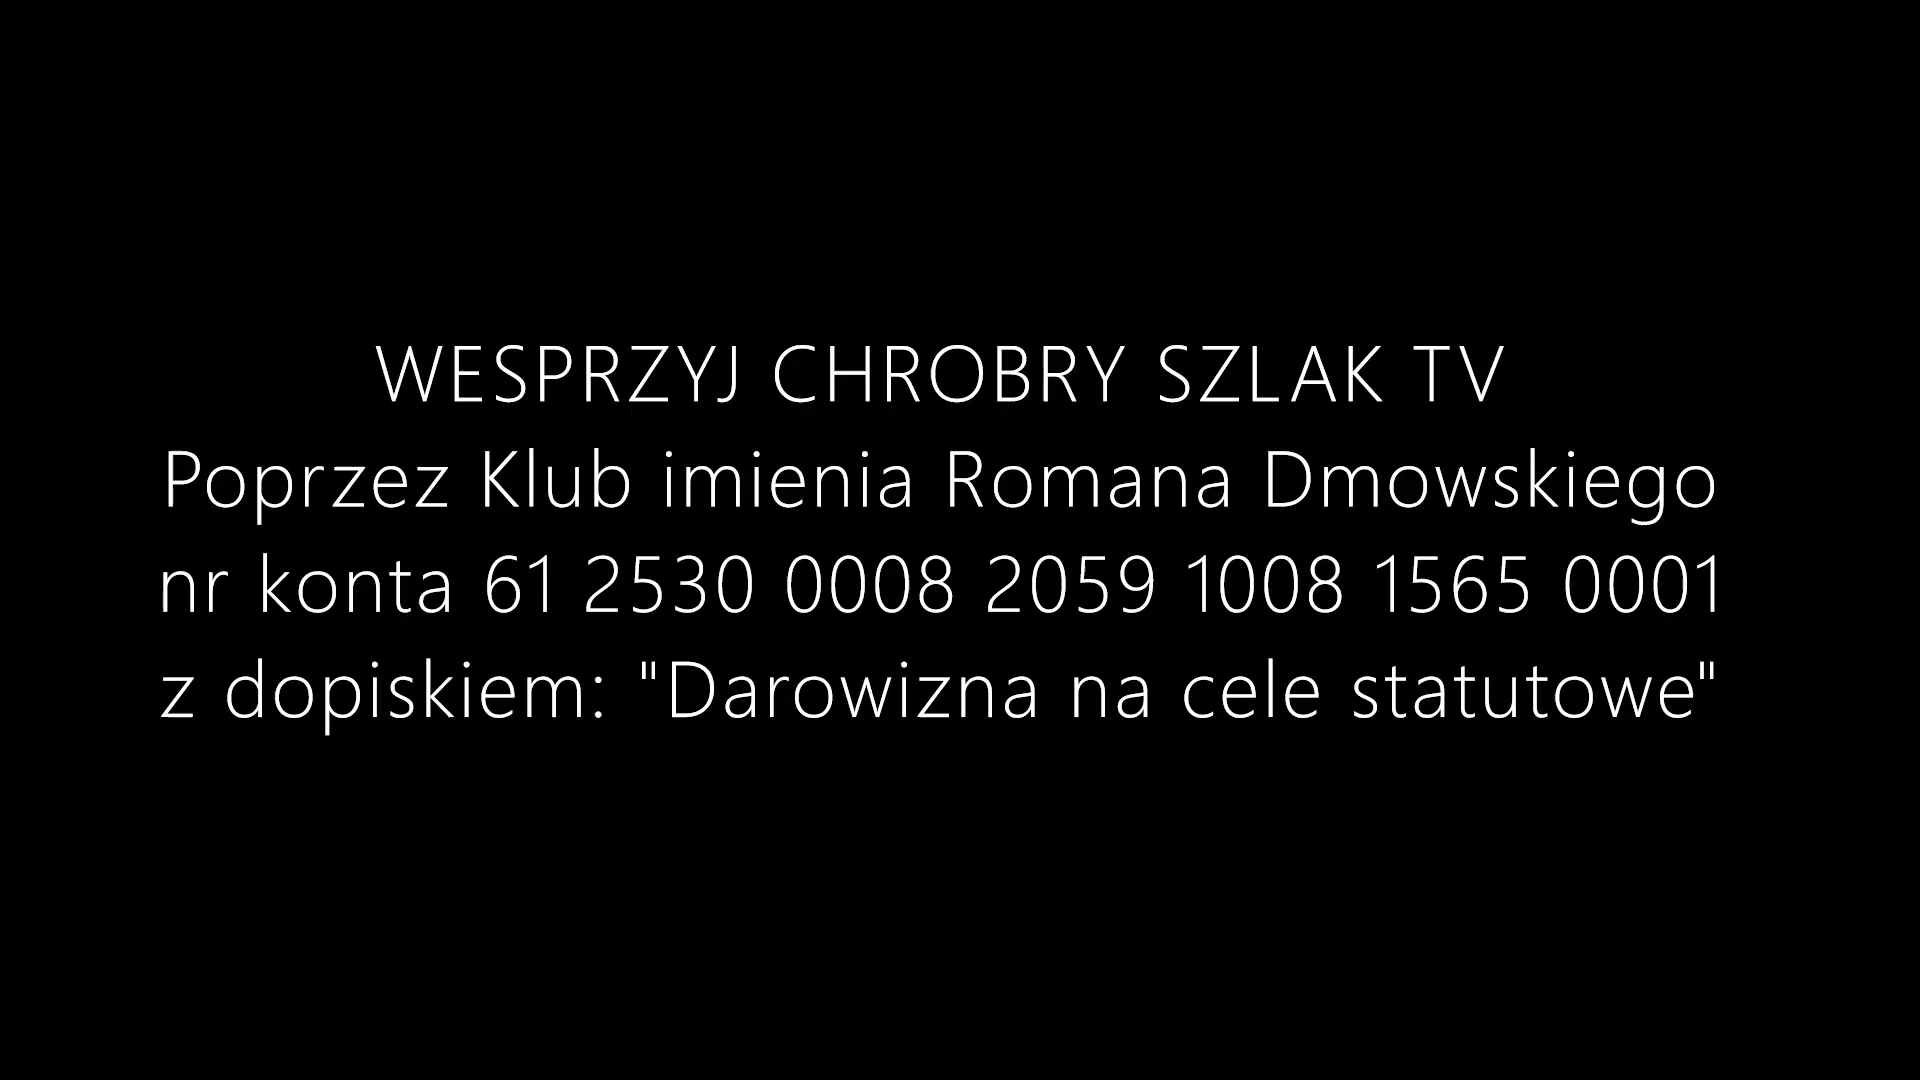 WESPRZYJ CHROBRY SZLAK TV
Poprzez Klub imienia Romana Dmowskiego
nr konta 61 2530 0008 2059 1008 1565 0001
z dopiskiem: "Darowizna na cele statutowe"